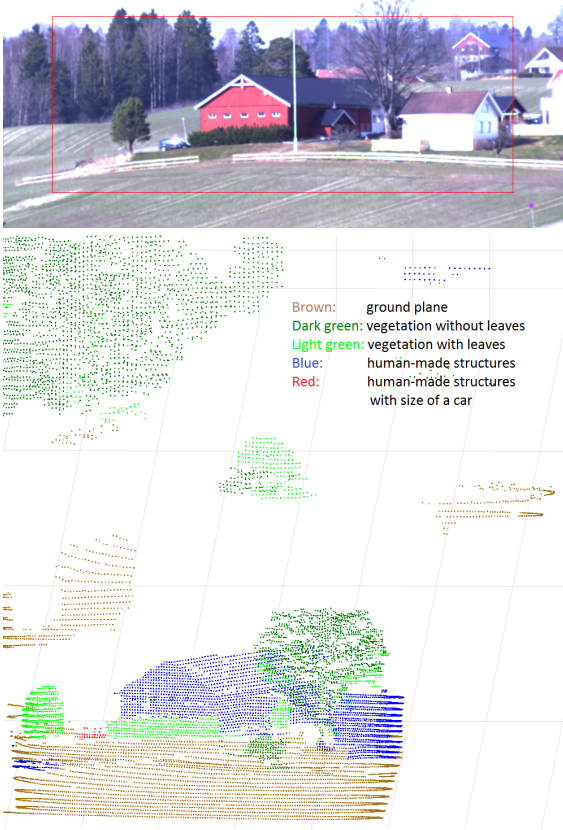 Brown: ground plane
Dark green: vegetation without leaves
Light green: vegetation with leaves
Blue: human-made structures
Red: human-made structures
with size of a car